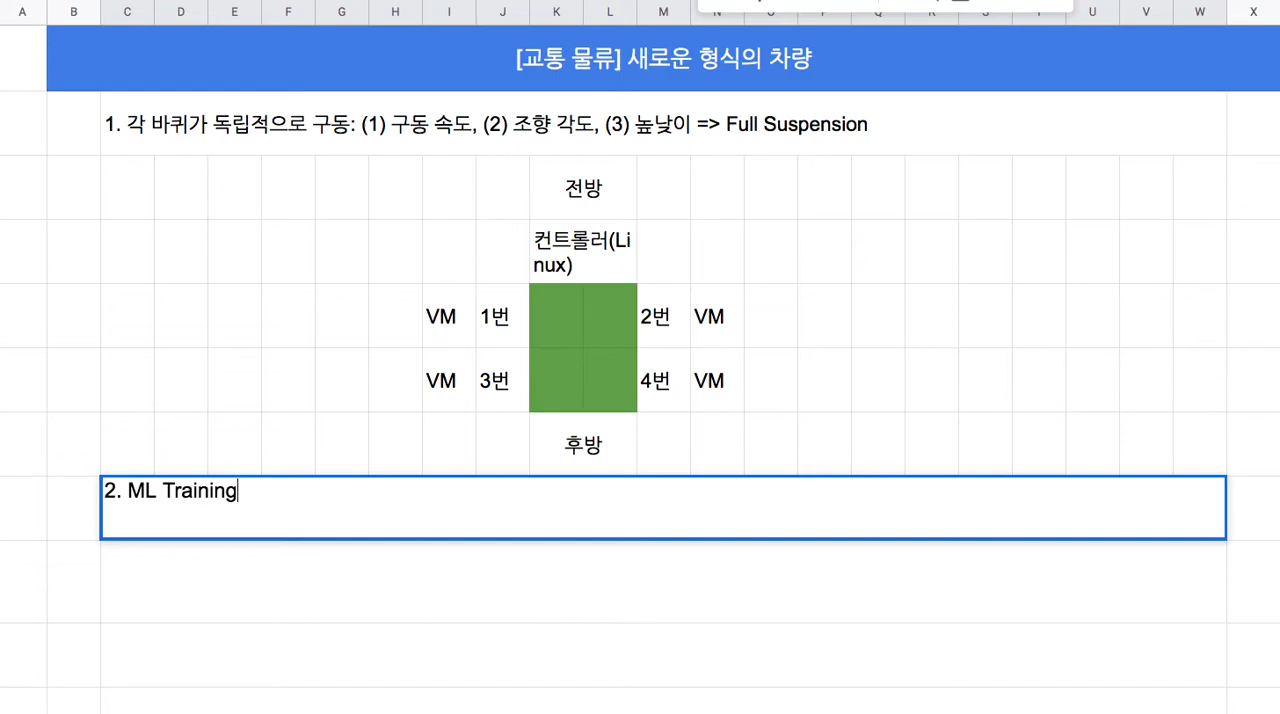 A B C D E F G H I J K L M N O P Q R S T U V W X
[교통 물류] 새로운 형식의 차량
1. 각 바퀴가 독립적으로 구동: (1) 구동 속도, (2) 조향 각도, (3) 높낮이 => Full Suspension
전방
컨트롤러(Li
nux)
VM 1번 2번 VM
VM 3번 4번 VM
후방
2. ML Training